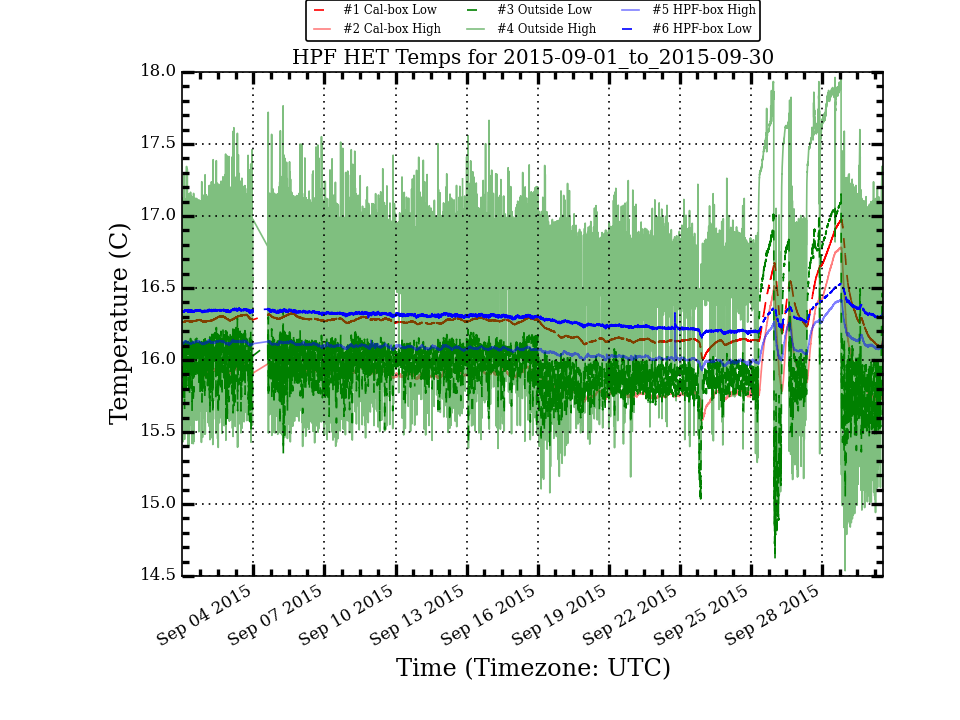 #1 Cal-box Low #3 Outside Low #5 HPF-box High
#2 Cal-box High #4 Outside High #6 HPF-box Low
HPF HET Temps for 2015-09-01_to_2015-09-30
18.0
17.5
17.0
16.5
16.0
15.5
15.0
14.5
Temperature (C)
Sep 04 2015 Sep 07 2015 Sep 10 2015 Sep 13 2015 Sep 16 2015 Sep 19 2015 Sep 22 2015 Sep 25 2015 Sep 28 2015
Time (Timezone: UTC)